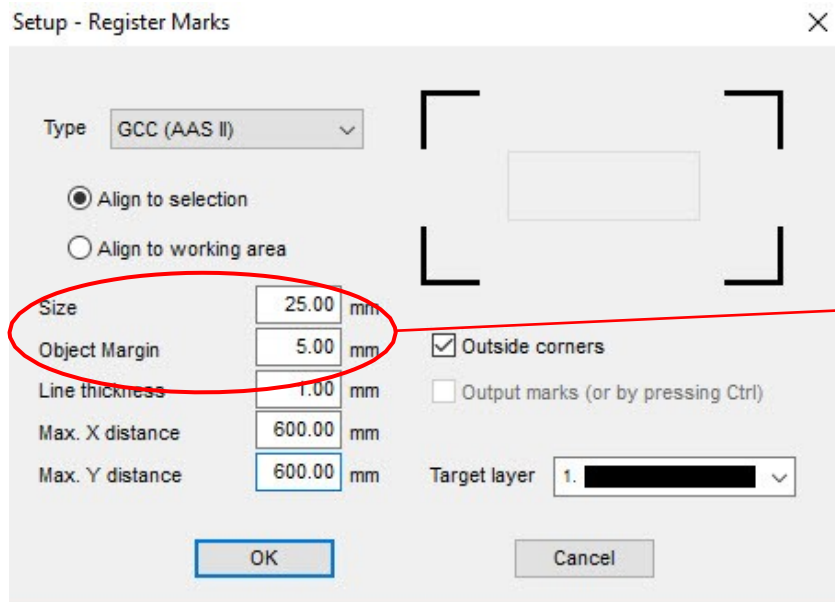 Setup - Register Marks
Type GCC (AAS II)
Align to selection
Align to working area
Size 25.00 mm
Object Margin 5.00 mm
Outside corners
Line thickness 1.00 mm
Output marks (or by pressing Ctrl)
Max. X distance 600.00 mm
Max. Y distance 600.00 mm
Target layer 1.
OK Cancel